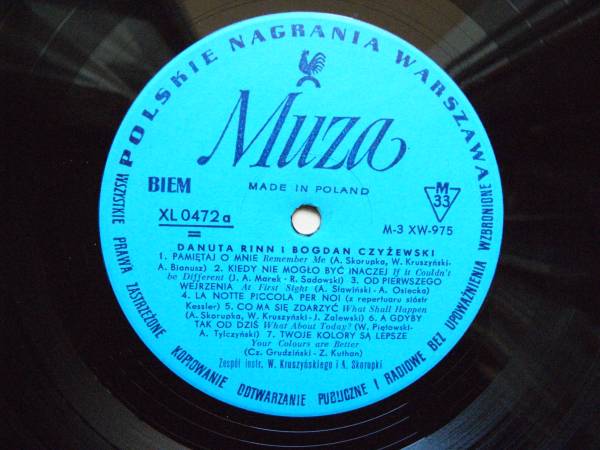 POLSKIE NAGRANIA WARSZAWA
Muza
BIEM
MADE IN POLAND
M
33
XL 0472 a
M-3 XW-975
DANUTA RINN I BOGDAN CZYŻEWSKI
1. PAMIĘTAJ O MNIE Remember Me (A. Skorupka, W. Kruszyński-
A. Bianusz) 2. KIEDY NIE MOGŁO BYĆ INACZEJ If it Couldn't
be Different (J. A. Marek - R. Sadowski) 3. OD PIERWSZEGO
WEJRZENIA At First Sight (A. Sławiński - A. Osiecka)
4. LA NOTTE PICCOLA PER NOI (z repertuaru sióstr
Kessler) 5. CO MA SIĘ ZDARZYĆ What Shall Happen
(A. Skorupka, W. Kruszyński - J. Zalewski) 6. A GDYBY
TAK OD DZIŚ What About Today? (W. Piętowski-
A. Tylczyński) 7. TWOJE KOLORY SĄ LEPSZE
Your Colours are Better
(Cz. Grudziński - Z. Kuthan)
Zespół instr. W. Kruszyńskiego i A. Skorupki
WSZYSTKIE PRAWA ZASTRZEŻONE KOPIOWANIE ODTWARZANIE PUBLICZNE I RADIOWE BEZ UPOWAŻNIENIA WZBRONIONE